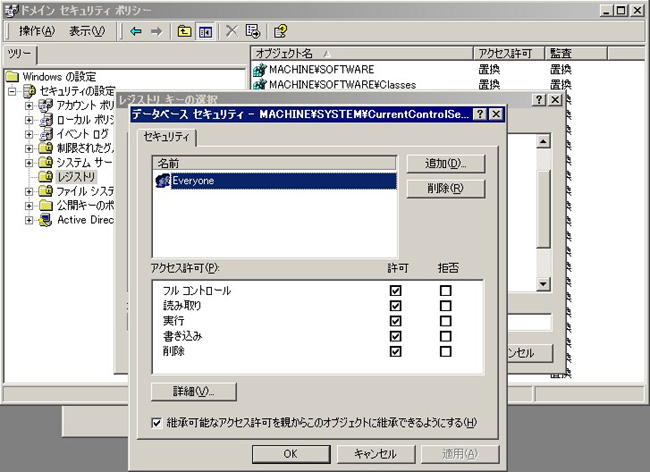 ドメイン セキュリティ ポリシー
操作(A) 表示(V)
ツリー
オブジェクト名 アクセス許可 監査
Windows の設定
MACHINE¥SOFTWARE 置換 置換
セキュリティの設定
MACHINE¥SOFTWARE¥Classes 置換 置換
アカウント ポ
ローカル ポリシ
イベント ログ
制限されたグル
システム サー
レジストリ
ファイル システ
公開キーのポ
Active Direc
レジストリ キーの選択
データベース セキュリティ - MACHINE¥SYSTEM¥CurrentControlSe...
セキュリティ
名前
Everyone
追加(D)...
削除(R)
アクセス許可(P): 許可 拒否
フル コントロール
読み取り
実行
書き込み
削除
詳細(V)...
継承可能なアクセス許可を親からこのオブジェクトに継承できるようにする(H)
OK キャンセル 適用(A)
ンセル
置換